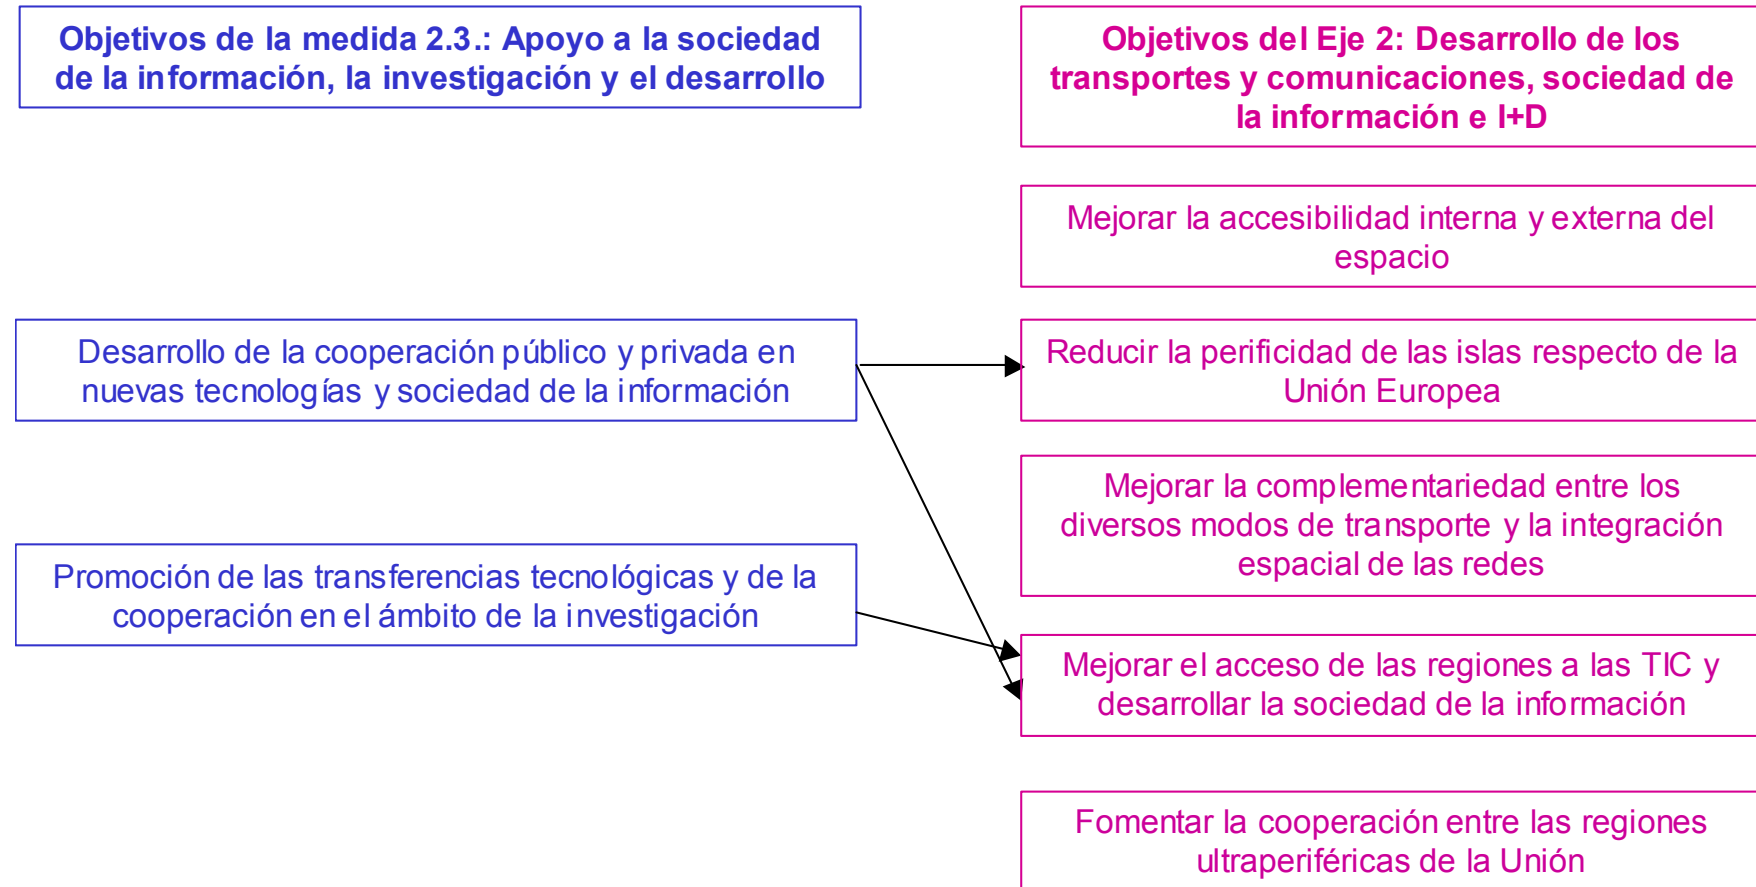 Objetivos de la medida 2.3.: Apoyo a la sociedad
de la información, la investigación y el desarrollo
Objetivos del Eje 2: Desarrollo de los
transportes y comunicaciones, sociedad de
la información e I+D
Mejorar la accesibilidad interna y externa del
espacio
Desarrollo de la cooperación público y privada en
nuevas tecnologías y sociedad de la información
Reducir la perificidad de las islas respecto de la
Unión Europea
Mejorar la complementariedad entre los
diversos modos de transporte y la integración
espacial de las redes
Promoción de las transferencias tecnológicas y de la
cooperación en el ámbito de la investigación
Mejorar el acceso de las regiones a las TIC y
desarrollar la sociedad de la información
Fomentar la cooperación entre las regiones
ultraperiféricas de la Unión